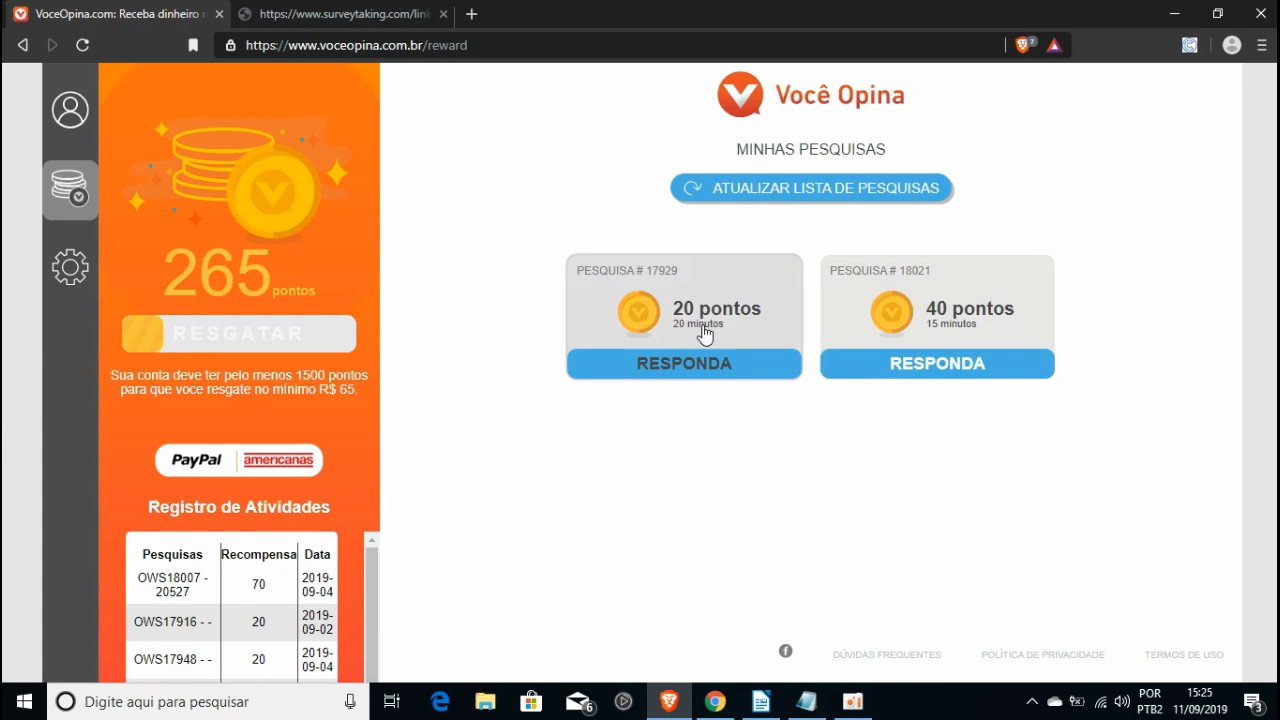 VoceOpina.com: Receba dinheiro
https://www.surveytaking.com/link
https://www.voceopina.com.br/reward
7
265 pontos
RESGATAR
Sua conta deve ter pelo menos 1500 pontos
para que voce resgate no mínimo R$ 65.
PayPal
americanas
Registro de Atividades
Pesquisas Recompensa Data
OWS18007 -
20527
70
2019-
09-04
OWS17916 - -
20
2019-
09-02
OWS17948 - -
20
2019-
09-04
Você Opina
MINHAS PESQUISAS
ATUALIZAR LISTA DE PESQUISAS
PESQUISA # 17929
20 pontos
20 minutos
RESPONDA
PESQUISA # 18021
40 pontos
15 minutos
RESPONDA
DÚVIDAS FREQUENTES
POLÍTICA DE PRIVACIDADE
TERMOS DE USO
Digite aqui para pesquisar
6
POR
PTB2
15:25
11/09/2019
3